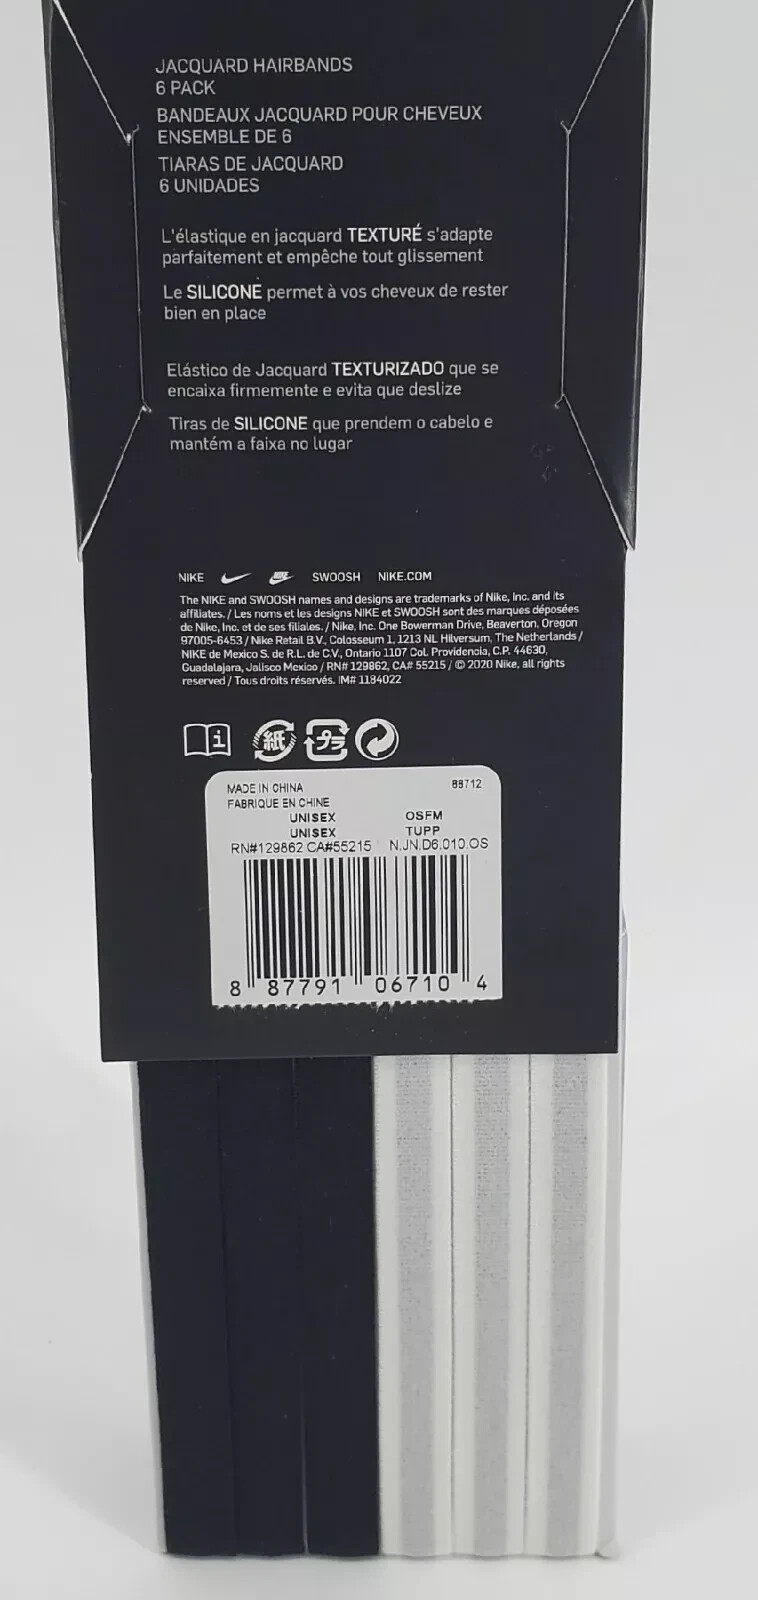 JACQUARD HAIRBANDS
6 PACK
BANDEAUX JACQUARD POUR CHEVEUX
ENSEMBLE DE 6
TIARAS DE JACQUARD
6 UNIDADES
L'élastique en jacquard TEXTURÉ s'adapte
parfaitement et empêche tout glissement
Le SILICONE permet à vos cheveux de rester
bien en place
Elástico de Jacquard TEXTURIZADO que se
encaixa firmemente e evita que deslize
Tiras de SILICONE que prendem o cabelo e
mantém a faixa no lugar
NIKE NIKE SWOOSH NIKE.COM
The NIKE and SWOOSH names and designs are trademarks of Nike, Inc. and its
affiliates. / Les noms et les designs NIKE et SWOOSH sont des marques déposées
de Nike, Inc. et de ses filiales. / Nike, Inc. One Bowerman Drive, Beaverton, Oregon
97005-6453 / Nike Retail B.V., Colosseum 1, 1213 NL Hilversum, The Netherlands /
NIKE de Mexico S. de R.L. de C.V., Ontario 1107 Col. Providencia, C.P. 44630,
Guadalajara, Jalisco Mexico / RN# 129862, CA# 55215 / © 2020 Nike, all rights
reserved / Tous droits réservés. IM# 1184022
i 紙 プラ
MADE IN CHINA 88712
FABRIQUE EN CHINE
UNISEX OSFM
UNISEX TUPP
RN#129862 CA#55215 N.JN.D6.010.OS
8 87791 06710 4